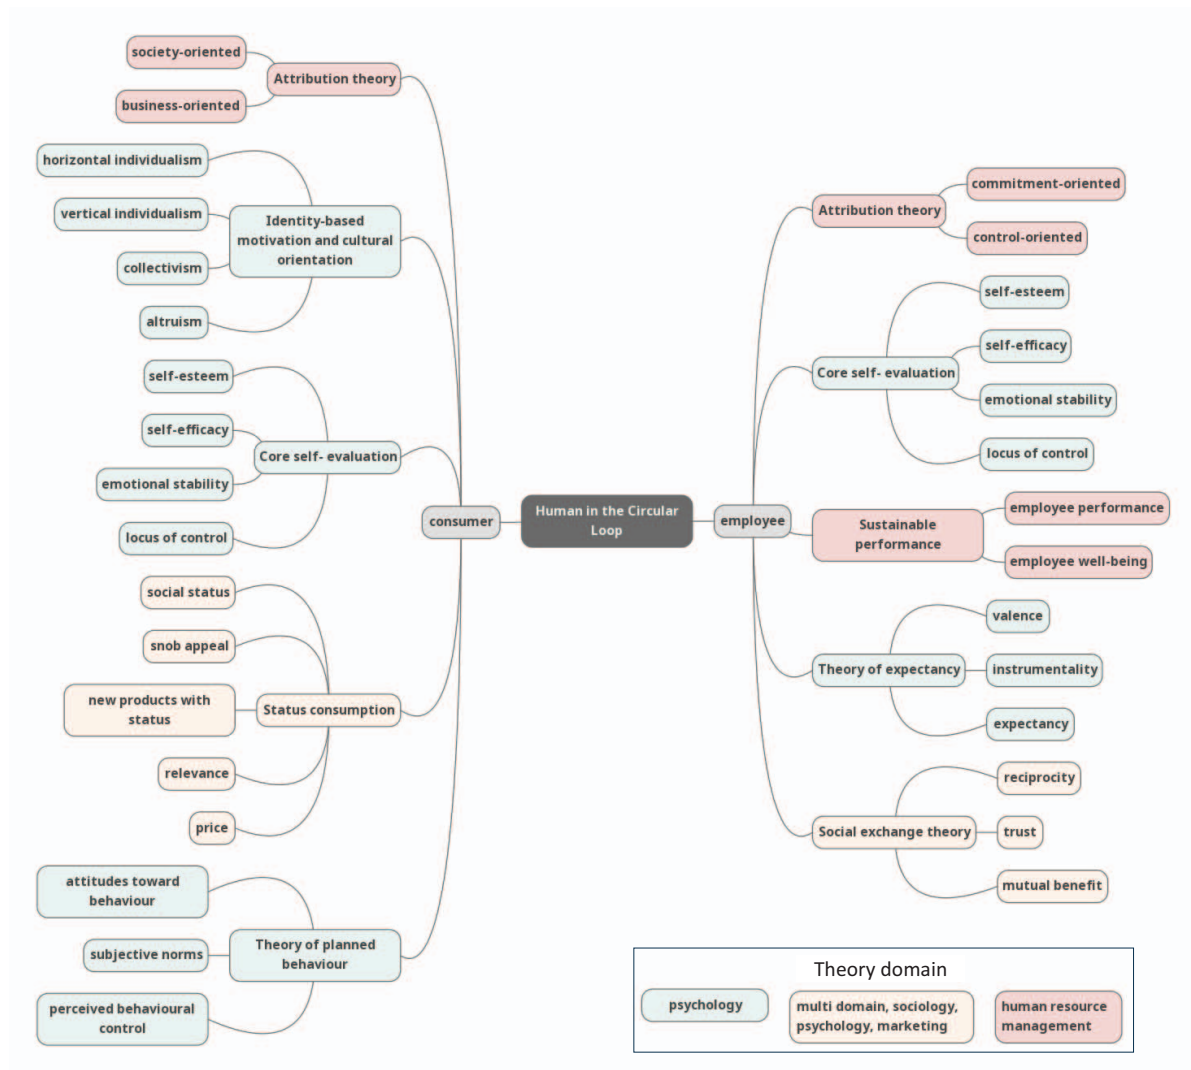 society-oriented
business-oriented
Attribution theory
horizontal individualism
vertical individualism
collectivism
altruism
Identity-based
motivation and cultural
orientation
self-esteem
self-efficacy
emotional stability
locus of control
Core self- evaluation
social status
snob appeal
new products with
status
relevance
price
Status consumption
attitudes toward
behaviour
subjective norms
perceived behavioural
control
Theory of planned
behaviour
consumer
Human in the Circular
Loop
employee
Attribution theory
commitment-oriented
control-oriented
Core self- evaluation
self-esteem
self-efficacy
emotional stability
locus of control
Sustainable
performance
employee performance
employee well-being
Theory of expectancy
valence
instrumentality
expectancy
Social exchange theory
reciprocity
trust
mutual benefit
Theory domain
psychology
multi domain, sociology,
psychology, marketing
human resource
management